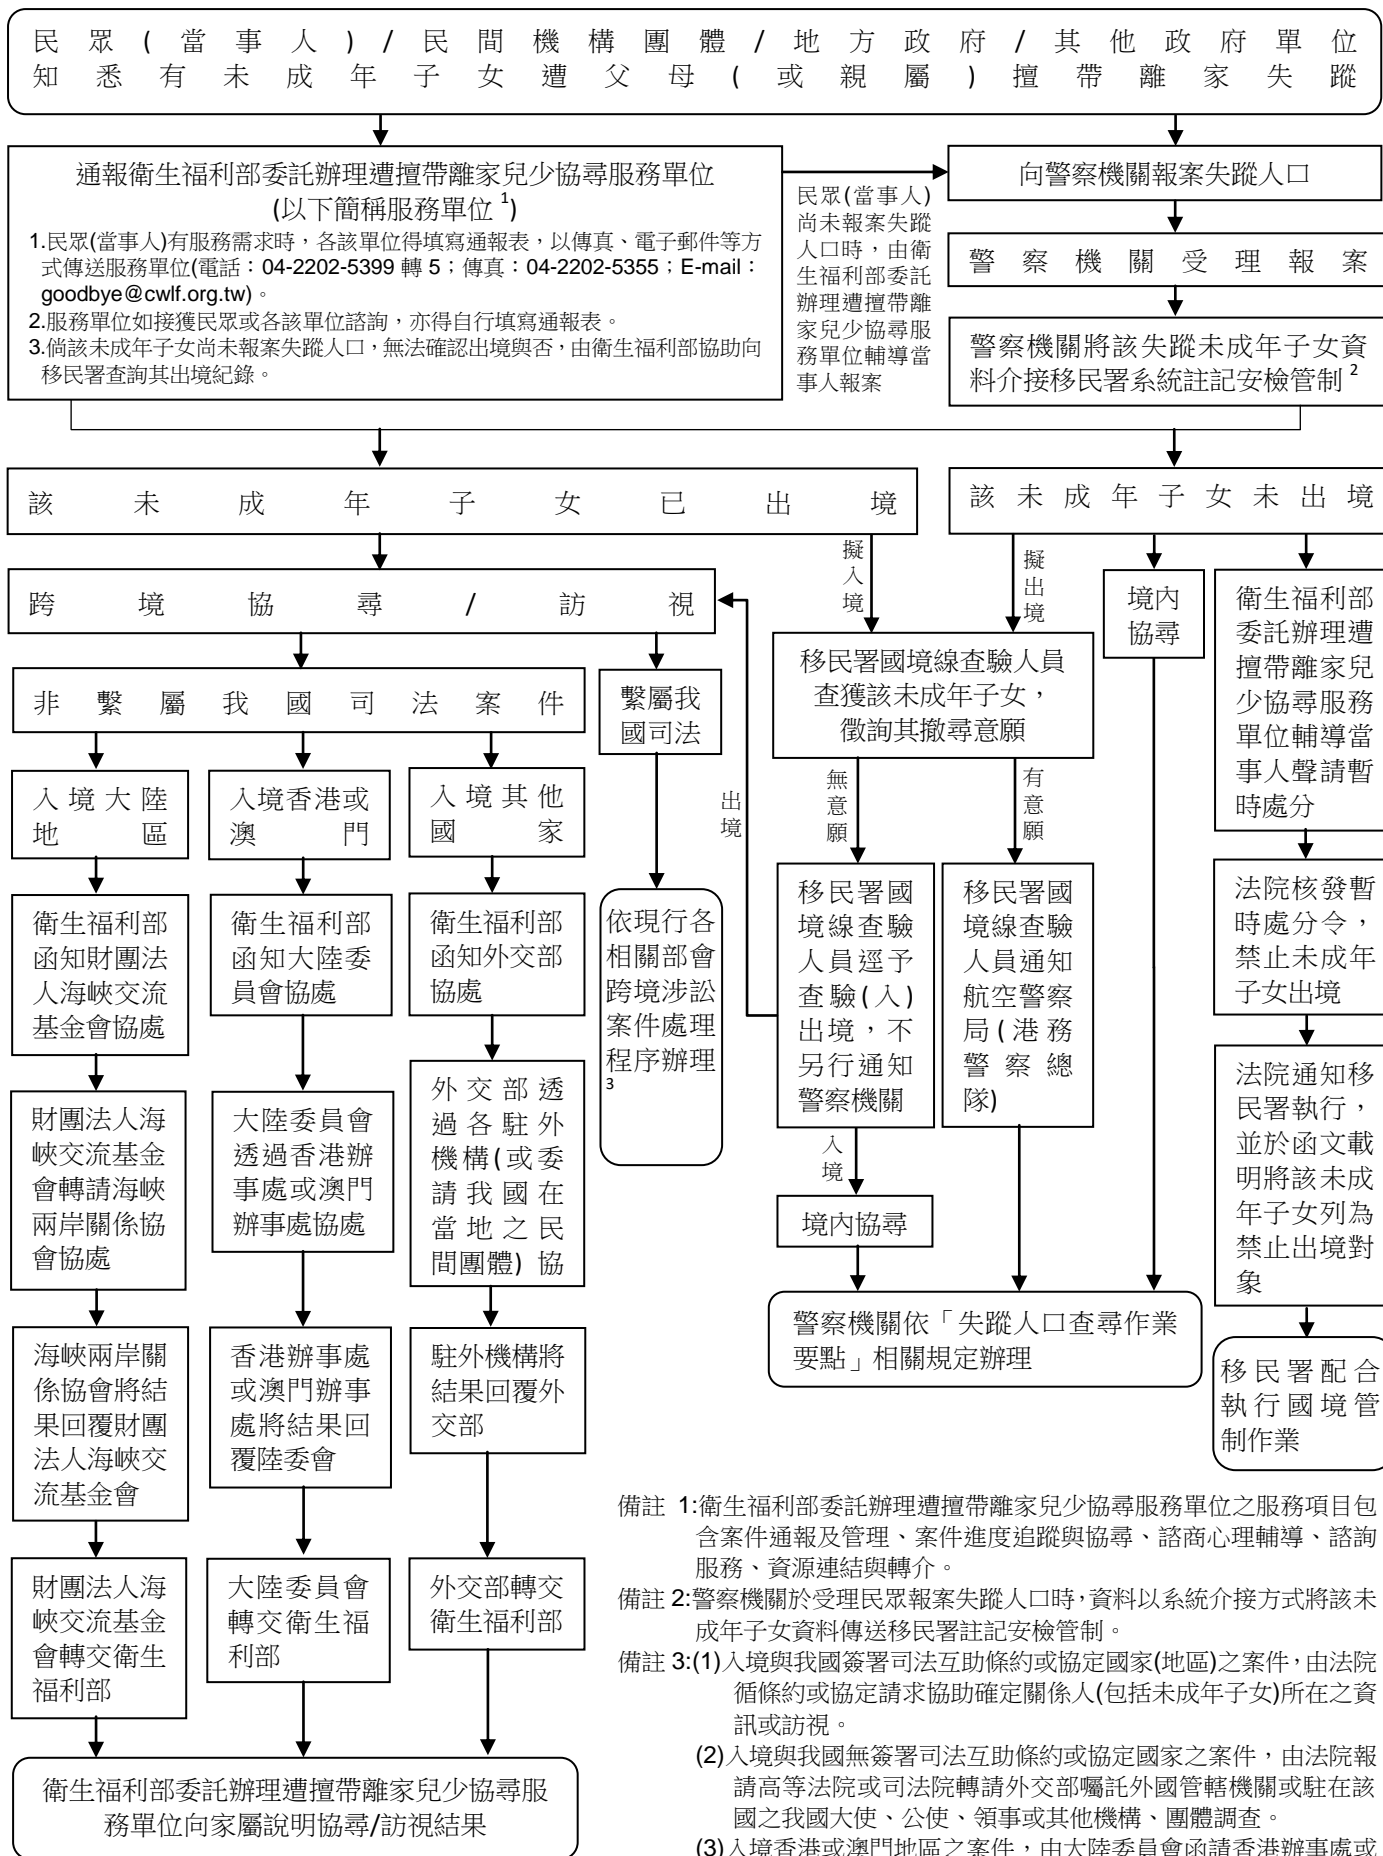 民眾(當事人)/民間機構團體/地方政府/其他政府單位
知悉有未成年子女遭父母(或親屬)擅帶離家失蹤
通報衛生福利部委託辦理遭擅帶離家兒少協尋服務單位
(以下簡稱服務單位1)
1.民眾(當事人)有服務需求時，各該單位得填寫通報表，以傳真、電子郵件等方
式傳送服務單位(電話：04-2202-5399 轉 5；傳真：04-2202-5355；E-mail：
goodbye@cwlf.org.tw)。
2.服務單位如接獲民眾或各該單位諮詢，亦得自行填寫通報表。
3.倘該未成年子女尚未報案失蹤人口，無法確認出境與否，由衛生福利部協助向
移民署查詢其出境紀錄。
民眾(當事人)
尚未報案失蹤
人口時，由衛
生福利部委託
辦理遭擅帶離
家兒少協尋服
務單位輔導當
事人報案
向警察機關報案失蹤人口
警察機關受理報案
警察機關將該失蹤未成年子女資
料介接移民署系統註記安檢管制2
該未成年子女已出境
該未成年子女未出境
跨境協尋/訪視
擬入境
擬出境
境內
協尋
衛生福利部
委託辦理遭
擅帶離家兒
少協尋服務
單位輔導當
事人聲請暫
時處分
移民署國境線查驗人員
查獲該未成年子女，
徵詢其撤尋意願
非繫屬我國司法案件
繫屬我
國司法
入境大陸
地區
入境香港或
澳門
入境其他
國家
出境
無意願
有意願
衛生福利部
函知財團法
人海峽交流
基金會協處
衛生福利部
函知大陸委
員會協處
衛生福利部
函知外交部
協處
依現行各
相關部會
跨境涉訟
案件處理
程序辦理
3
移民署國
境線查驗
人員逕予
查驗(入)
出境，不
另行通知
警察機關
移民署國
境線查驗
人員通知
航空警察
局(港務
警察總
隊)
法院核發暫
時處分令，
禁止未成年
子女出境
財團法人海
峽交流基金
會轉請海峽
兩岸關係協
會協處
大陸委員會
透過香港辦
事處或澳門
辦事處協處
外交部透
過各駐外
機構(或委
請我國在
當地之民
間團體) 協
入境
境內協尋
法院通知移
民署執行，
並於函文載
明將該未成
年子女列為
禁止出境對
象
警察機關依「失蹤人口查尋作業
要點」相關規定辦理
移民署配合
執行國境管
制作業
海峽兩岸關
係協會將結
果回覆財團
法人海峽交
流基金會
香港辦事處
或澳門辦事
處將結果回
覆陸委會
駐外機構將
結果回覆外
交部
財團法人海
峽交流基金
會轉交衛生
福利部
大陸委員會
轉交衛生福
利部
外交部轉交
衛生福利部
衛生福利部委託辦理遭擅帶離家兒少協尋服
務單位向家屬說明協尋/訪視結果
備註 1:衛生福利部委託辦理遭擅帶離家兒少協尋服務單位之服務項目包
含案件通報及管理、案件進度追蹤與協尋、諮商心理輔導、諮詢
服務、資源連結與轉介。
備註 2:警察機關於受理民眾報案失蹤人口時，資料以系統介接方式將該未
成年子女資料傳送移民署註記安檢管制。
備註 3:(1)入境與我國簽署司法互助條約或協定國家(地區)之案件，由法院
循條約或協定請求協助確定關係人(包括未成年子女)所在之資
訊或訪視。
(2)入境與我國無簽署司法互助條約或協定國家之案件，由法院報
請高等法院或司法院轉請外交部囑託外國管轄機關或駐在該
國之我國大使、公使、領事或其他機構、團體調查。
(3)入境香港或澳門地區之案件，由大陸委員會函請香港辦事處或